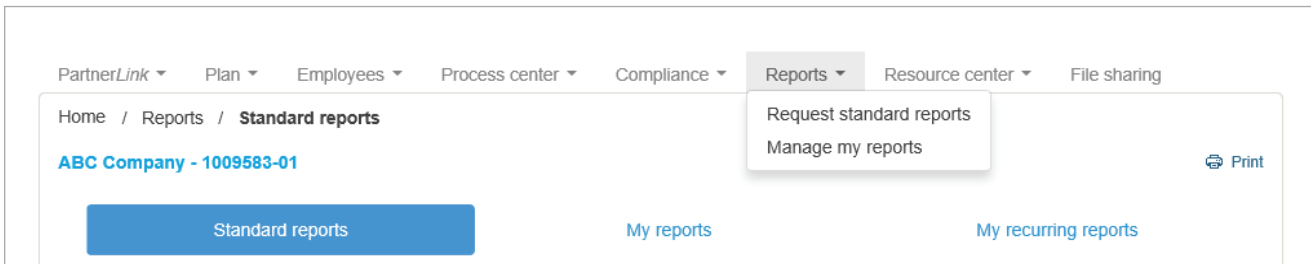 PartnerLink Plan Employees Process center Compliance Reports Resource center File sharing
Home / Reports / Standard reports
Request standard reports
Manage my reports
ABC Company - 1009583-01
Print
Standard reports My reports My recurring reports